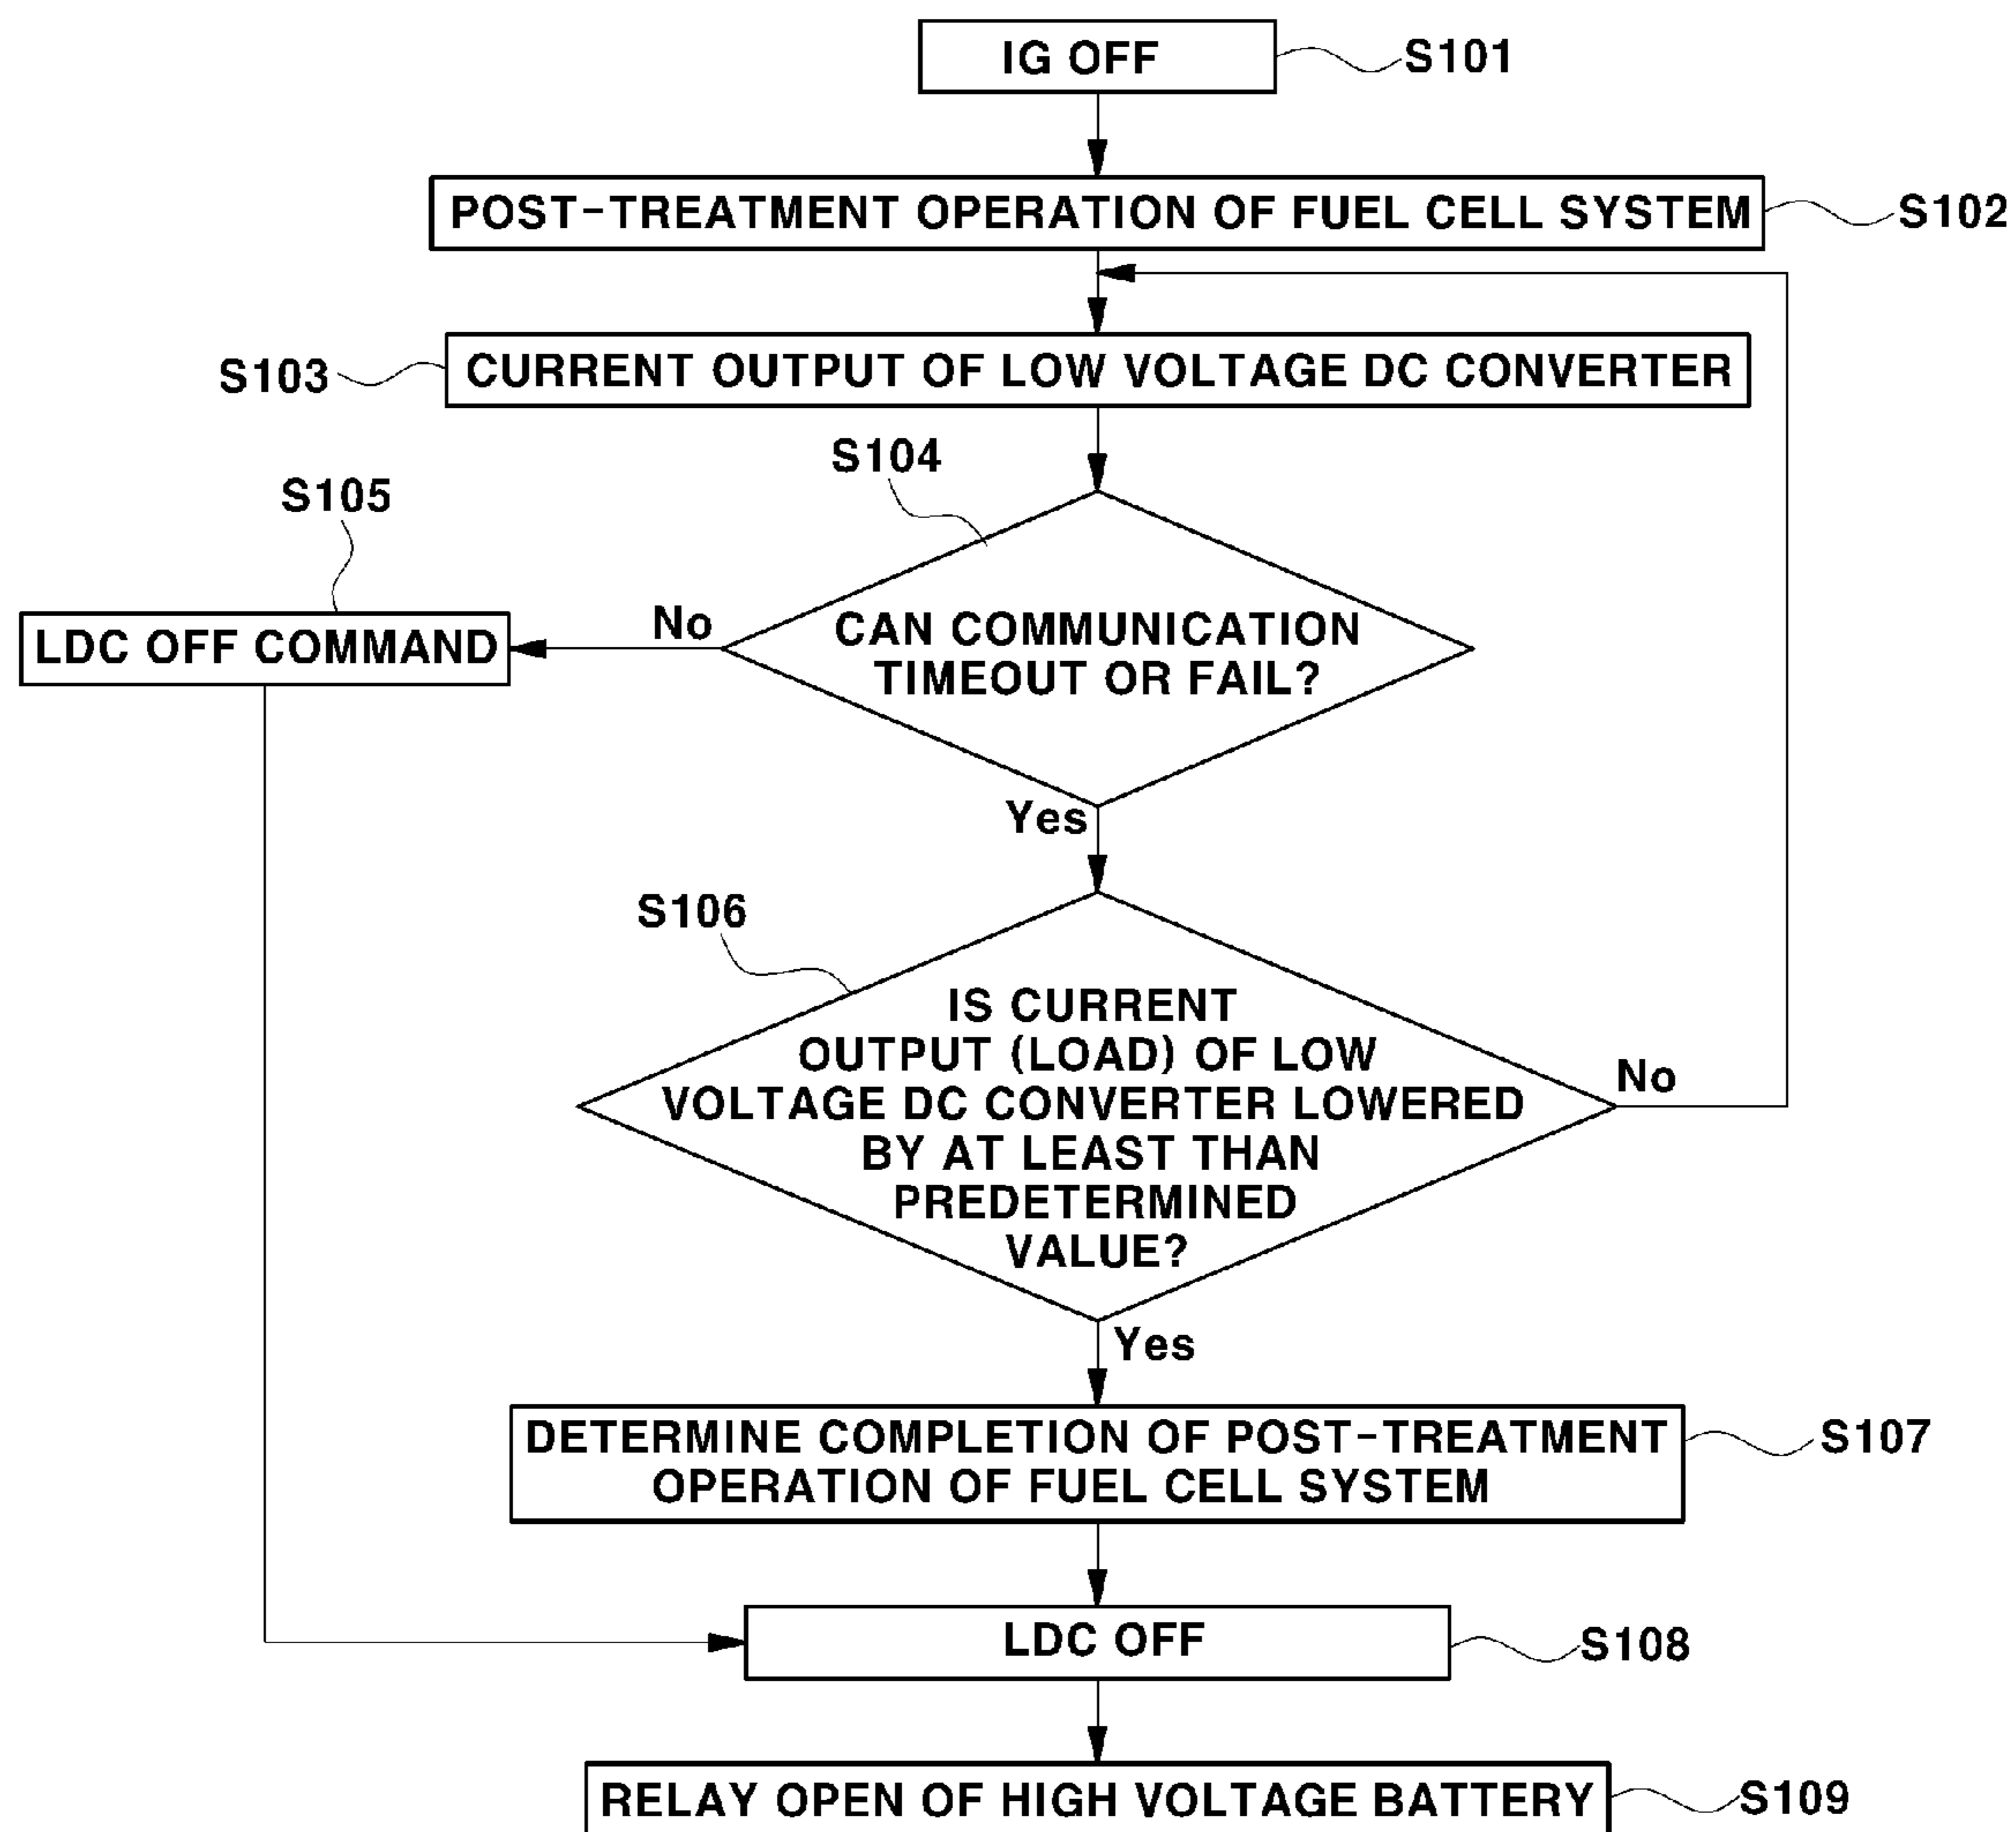 IG OFF
S101
POST-TREATMENT OPERATION OF FUEL CELL SYSTEM
S102
S103
CURRENT OUTPUT OF LOW VOLTAGE DC CONVERTER
S104
S105
LDC OFF COMMAND
No
CAN COMMUNICATION
TIMEOUT OR FAIL?
Yes
S106
IS CURRENT
OUTPUT (LOAD) OF LOW
VOLTAGE DC CONVERTER LOWERED
BY AT LEAST THAN
PREDETERMINED
VALUE?
No
Yes
DETERMINE COMPLETION OF POST-TREATMENT
OPERATION OF FUEL CELL SYSTEM
S107
LDC OFF
S108
RELAY OPEN OF HIGH VOLTAGE BATTERY
S109